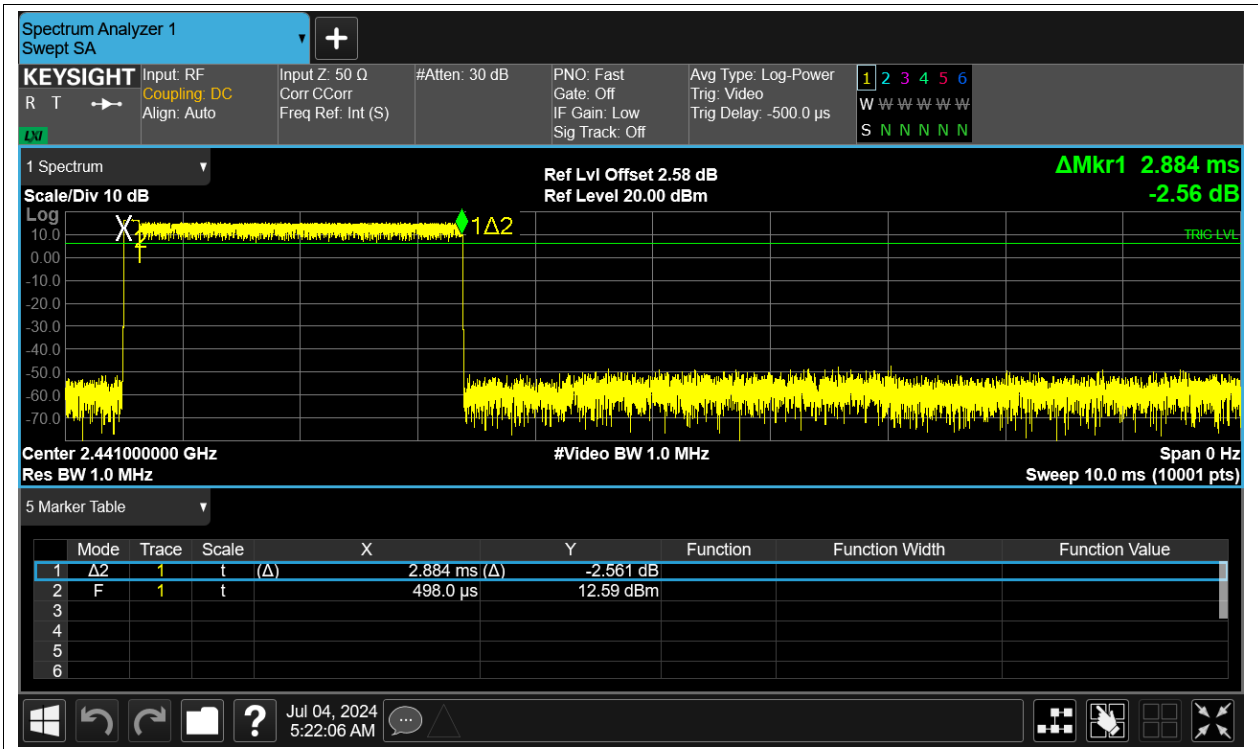 Spectrum Analyzer 1
Swept SA
KEYSIGHT Input: RF Input Z: 50 Ω #Atten: 30 dB PNO: Fast Avg Type: Log-Power 1 2 3 4 5 6
R T Coupling: DC Corr CCorr Gate: Off Trig: Video W W W W W W
Align: Auto Freq Ref: Int (S) IF Gain: Low Trig Delay: -500.0 µs S N N N N N
LXI Sig Track: Off
1 Spectrum Ref Lvl Offset 2.58 dB ΔMkr1 2.884 ms
Scale/Div 10 dB Ref Level 20.00 dBm -2.56 dB
Log
X 1Δ2
10.0 TRIG LVL
2
0.00
-10.0
-20.0
-30.0
-40.0
-50.0
-60.0
-70.0
Center 2.441000000 GHz #Video BW 1.0 MHz Span 0 Hz
Res BW 1.0 MHz Sweep 10.0 ms (10001 pts)
5 Marker Table
Mode Trace Scale X Y Function Function Width Function Value
1 Δ2 1 t (Δ) 2.884 ms (Δ) -2.561 dB
2 F 1 t 498.0 µs 12.59 dBm
3
4
5
6
? Jul 04, 2024
5:22:06 AM